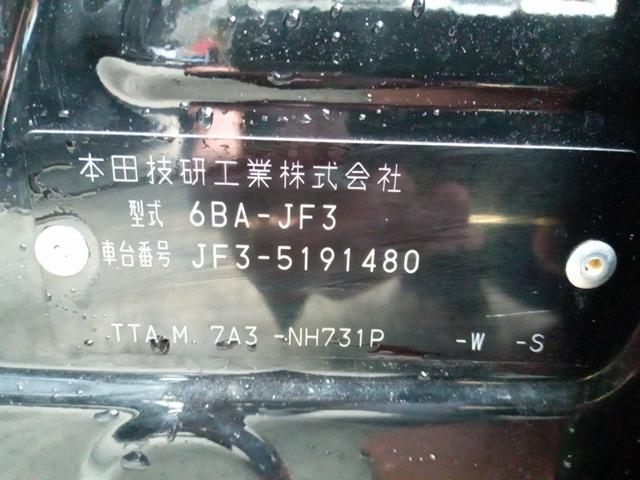 本田技研工業株式会社
型式 6BA-JF3
車台番号 JF3-5191480
TTA M. 7A3 -NH731P -W -S